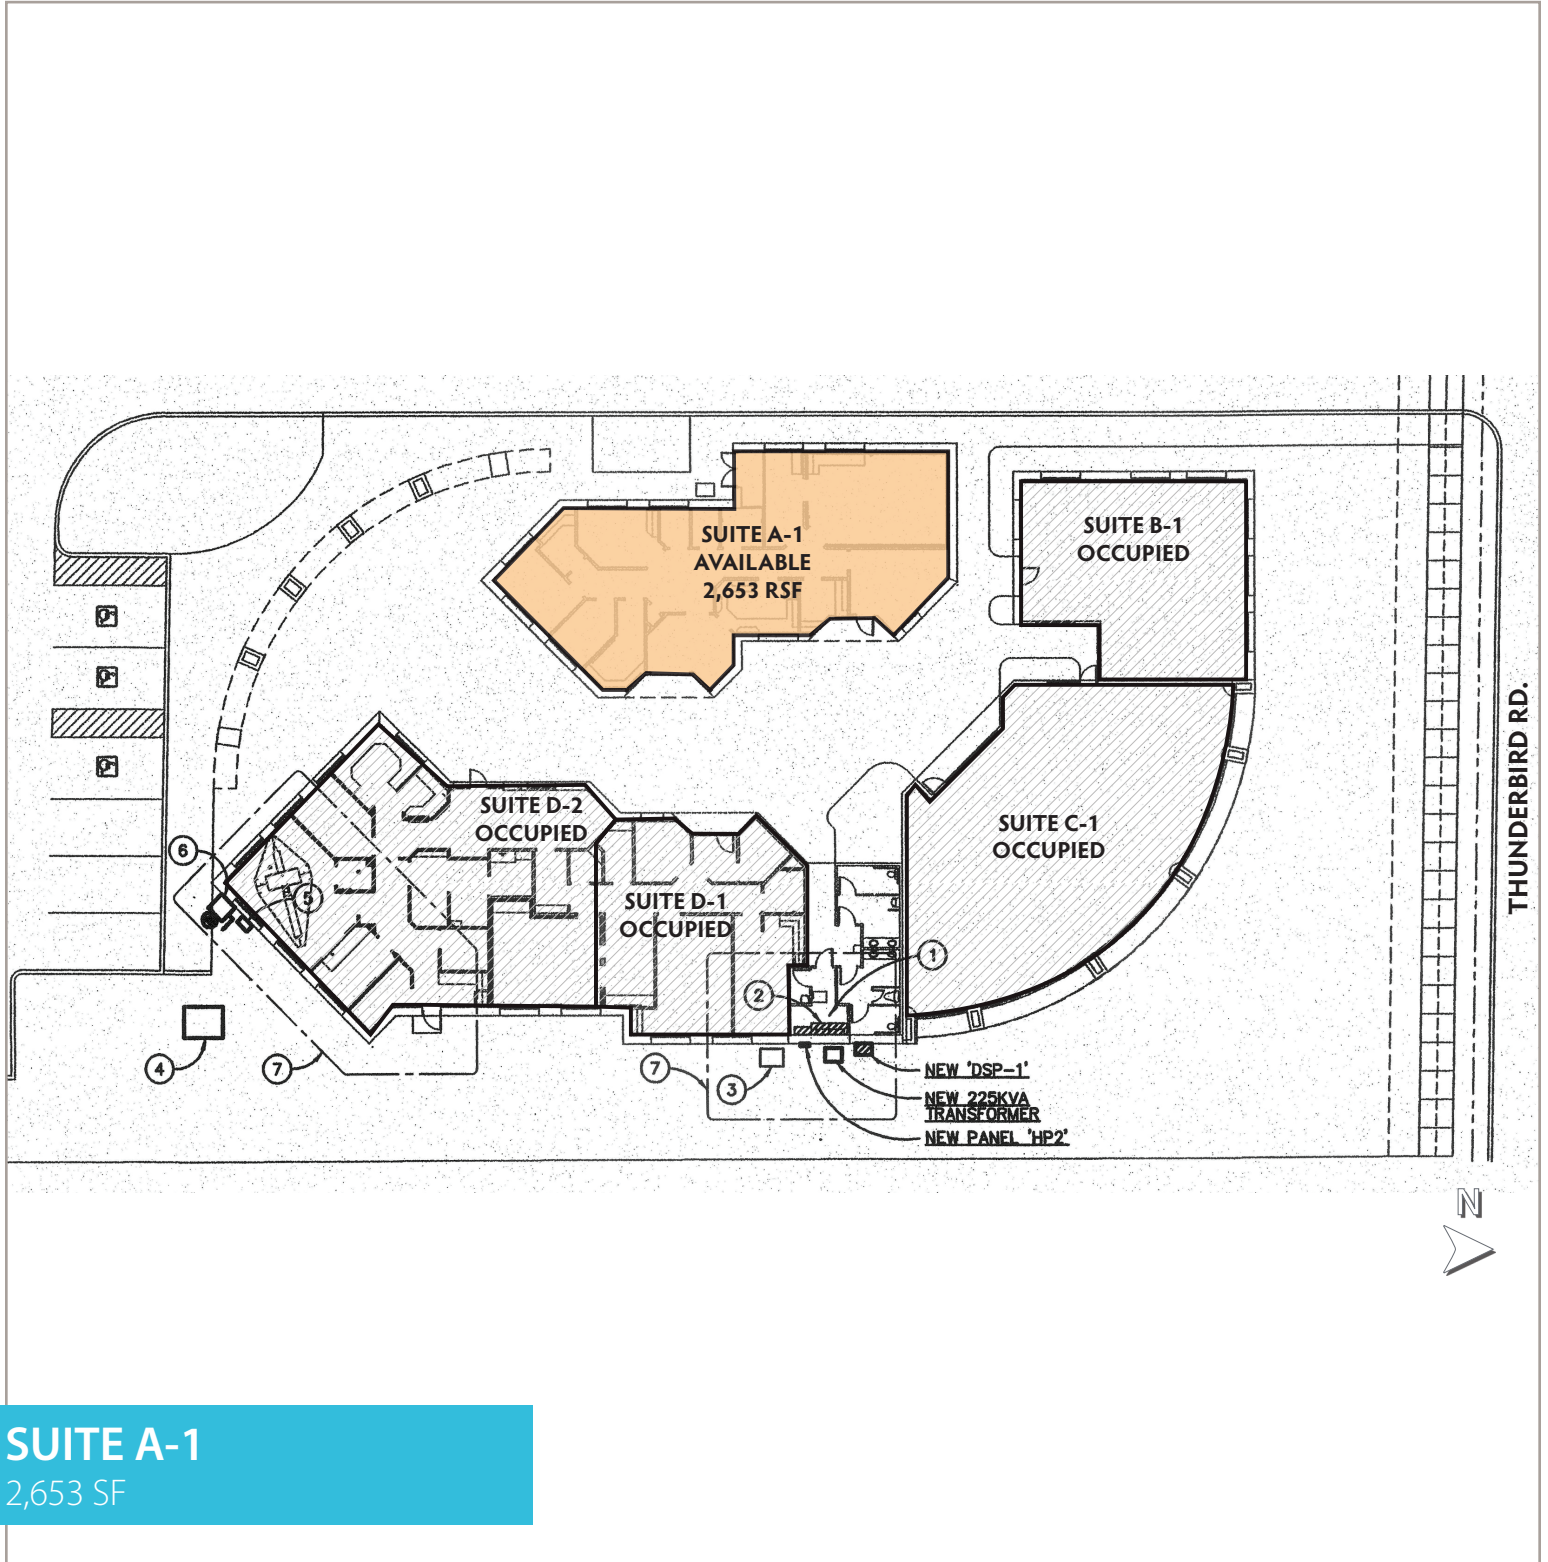 SUITE A-1
AVAILABLE
2,653 RSF
SUITE B-1
OCCUPIED
SUITE D-2
OCCUPIED
SUITE D-1
OCCUPIED
SUITE C-1
OCCUPIED
THUNDERBIRD RD.
6
5
1
2
4
7
7
3
NEW 'DSP-1'
NEW 225KVA
TRANSFORMER
NEW PANEL 'HP2'
N
SUITE A-1
2,653 SF